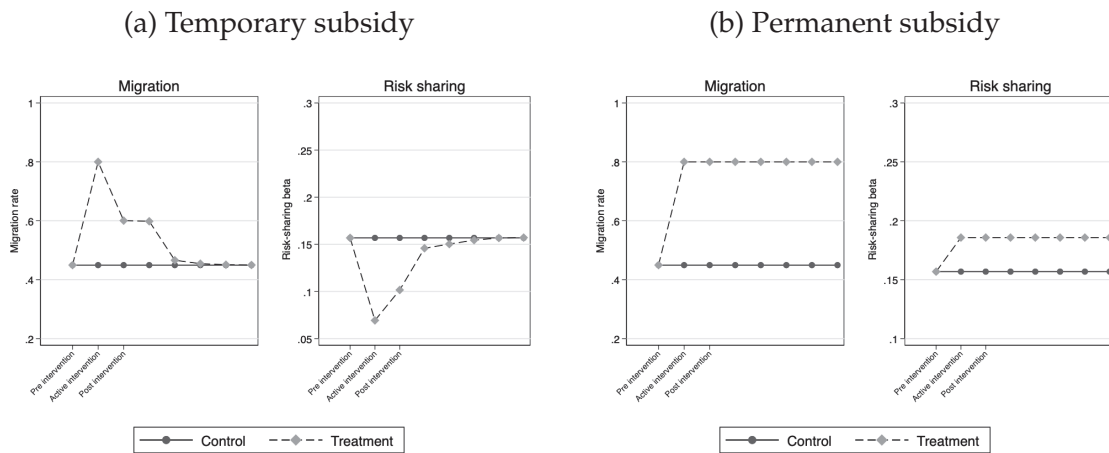 (a) Temporary subsidy
(b) Permanent subsidy
Migration
Risk sharing
Migration
Risk sharing
1
.8
.6
.4
.2
Migration rate
Pre intervention
Active intervention
Post intervention
.3
.25
.2
.15
.1
.05
Risk-sharing beta
Pre intervention
Active intervention
Post intervention
1
.8
.6
.4
.2
Migration rate
Pre intervention
Active intervention
Post intervention
.3
.25
.2
.15
.1
Risk-sharing beta
Pre intervention
Active intervention
Post intervention
Control
Treatment
Control
Treatment